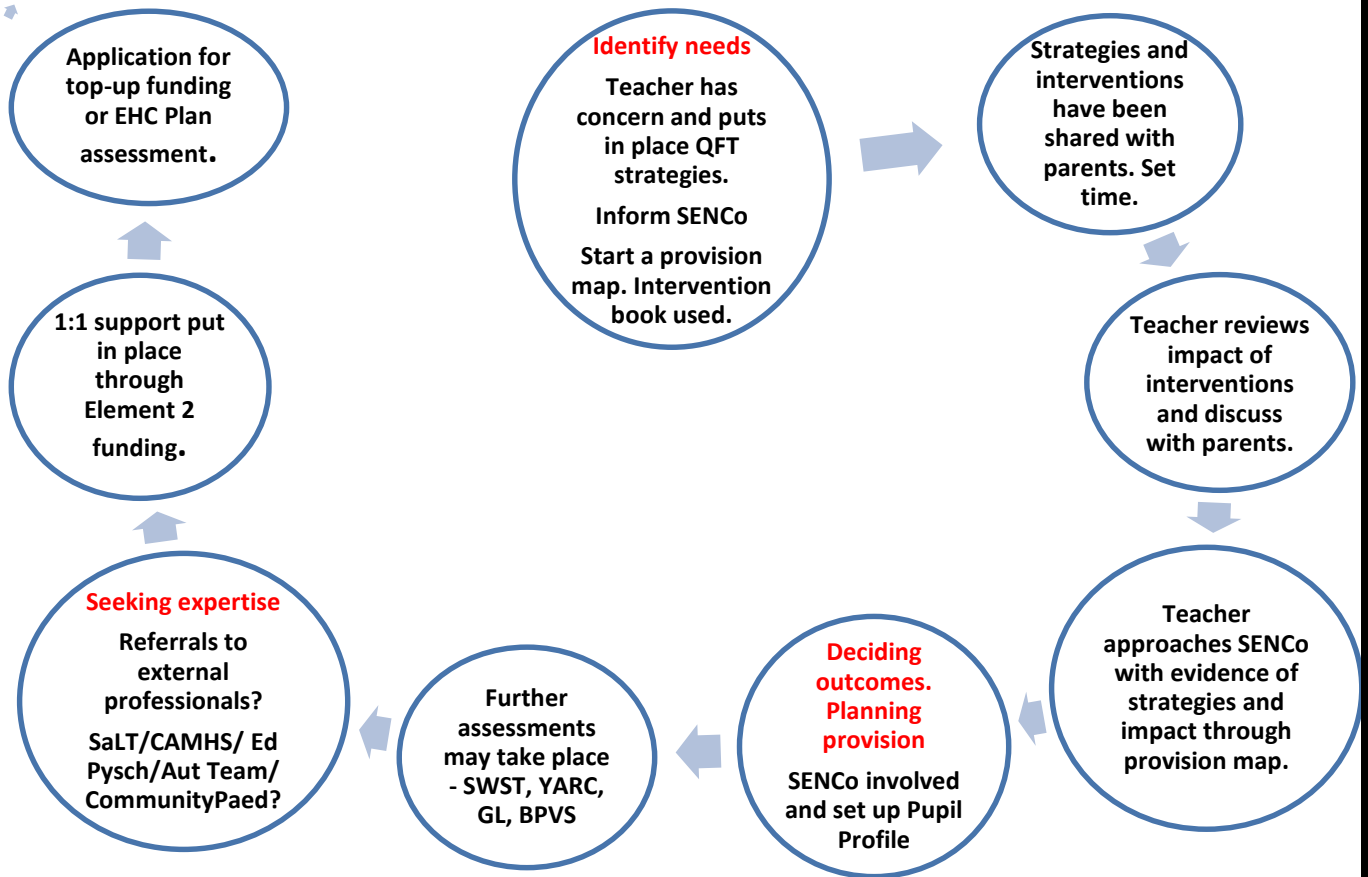 Identify needs
Teacher has
concern and puts
in place QFT
strategies.
Inform SENCo
Start a provision
map. Intervention
book used.
Strategies and
interventions
have been
shared with
parents. Set
time.
Teacher reviews
impact of
interventions
and discuss
with parents.
Teacher
approaches SENCo
with evidence of
strategies and
impact through
provision map.
Deciding
outcomes.
Planning
provision
SENCo involved
and set up Pupil
Profile
Further
assessments
may take place
- SWST, YARC,
GL, BPVS
Seeking expertise
Referrals to
external
professionals?
SaLT/CAMHS/ Ed
Pysch/Aut Team/
CommunityPaed?
1:1 support put
in place
through
Element 2
funding.
Application for
top-up funding
or EHC Plan
assessment.